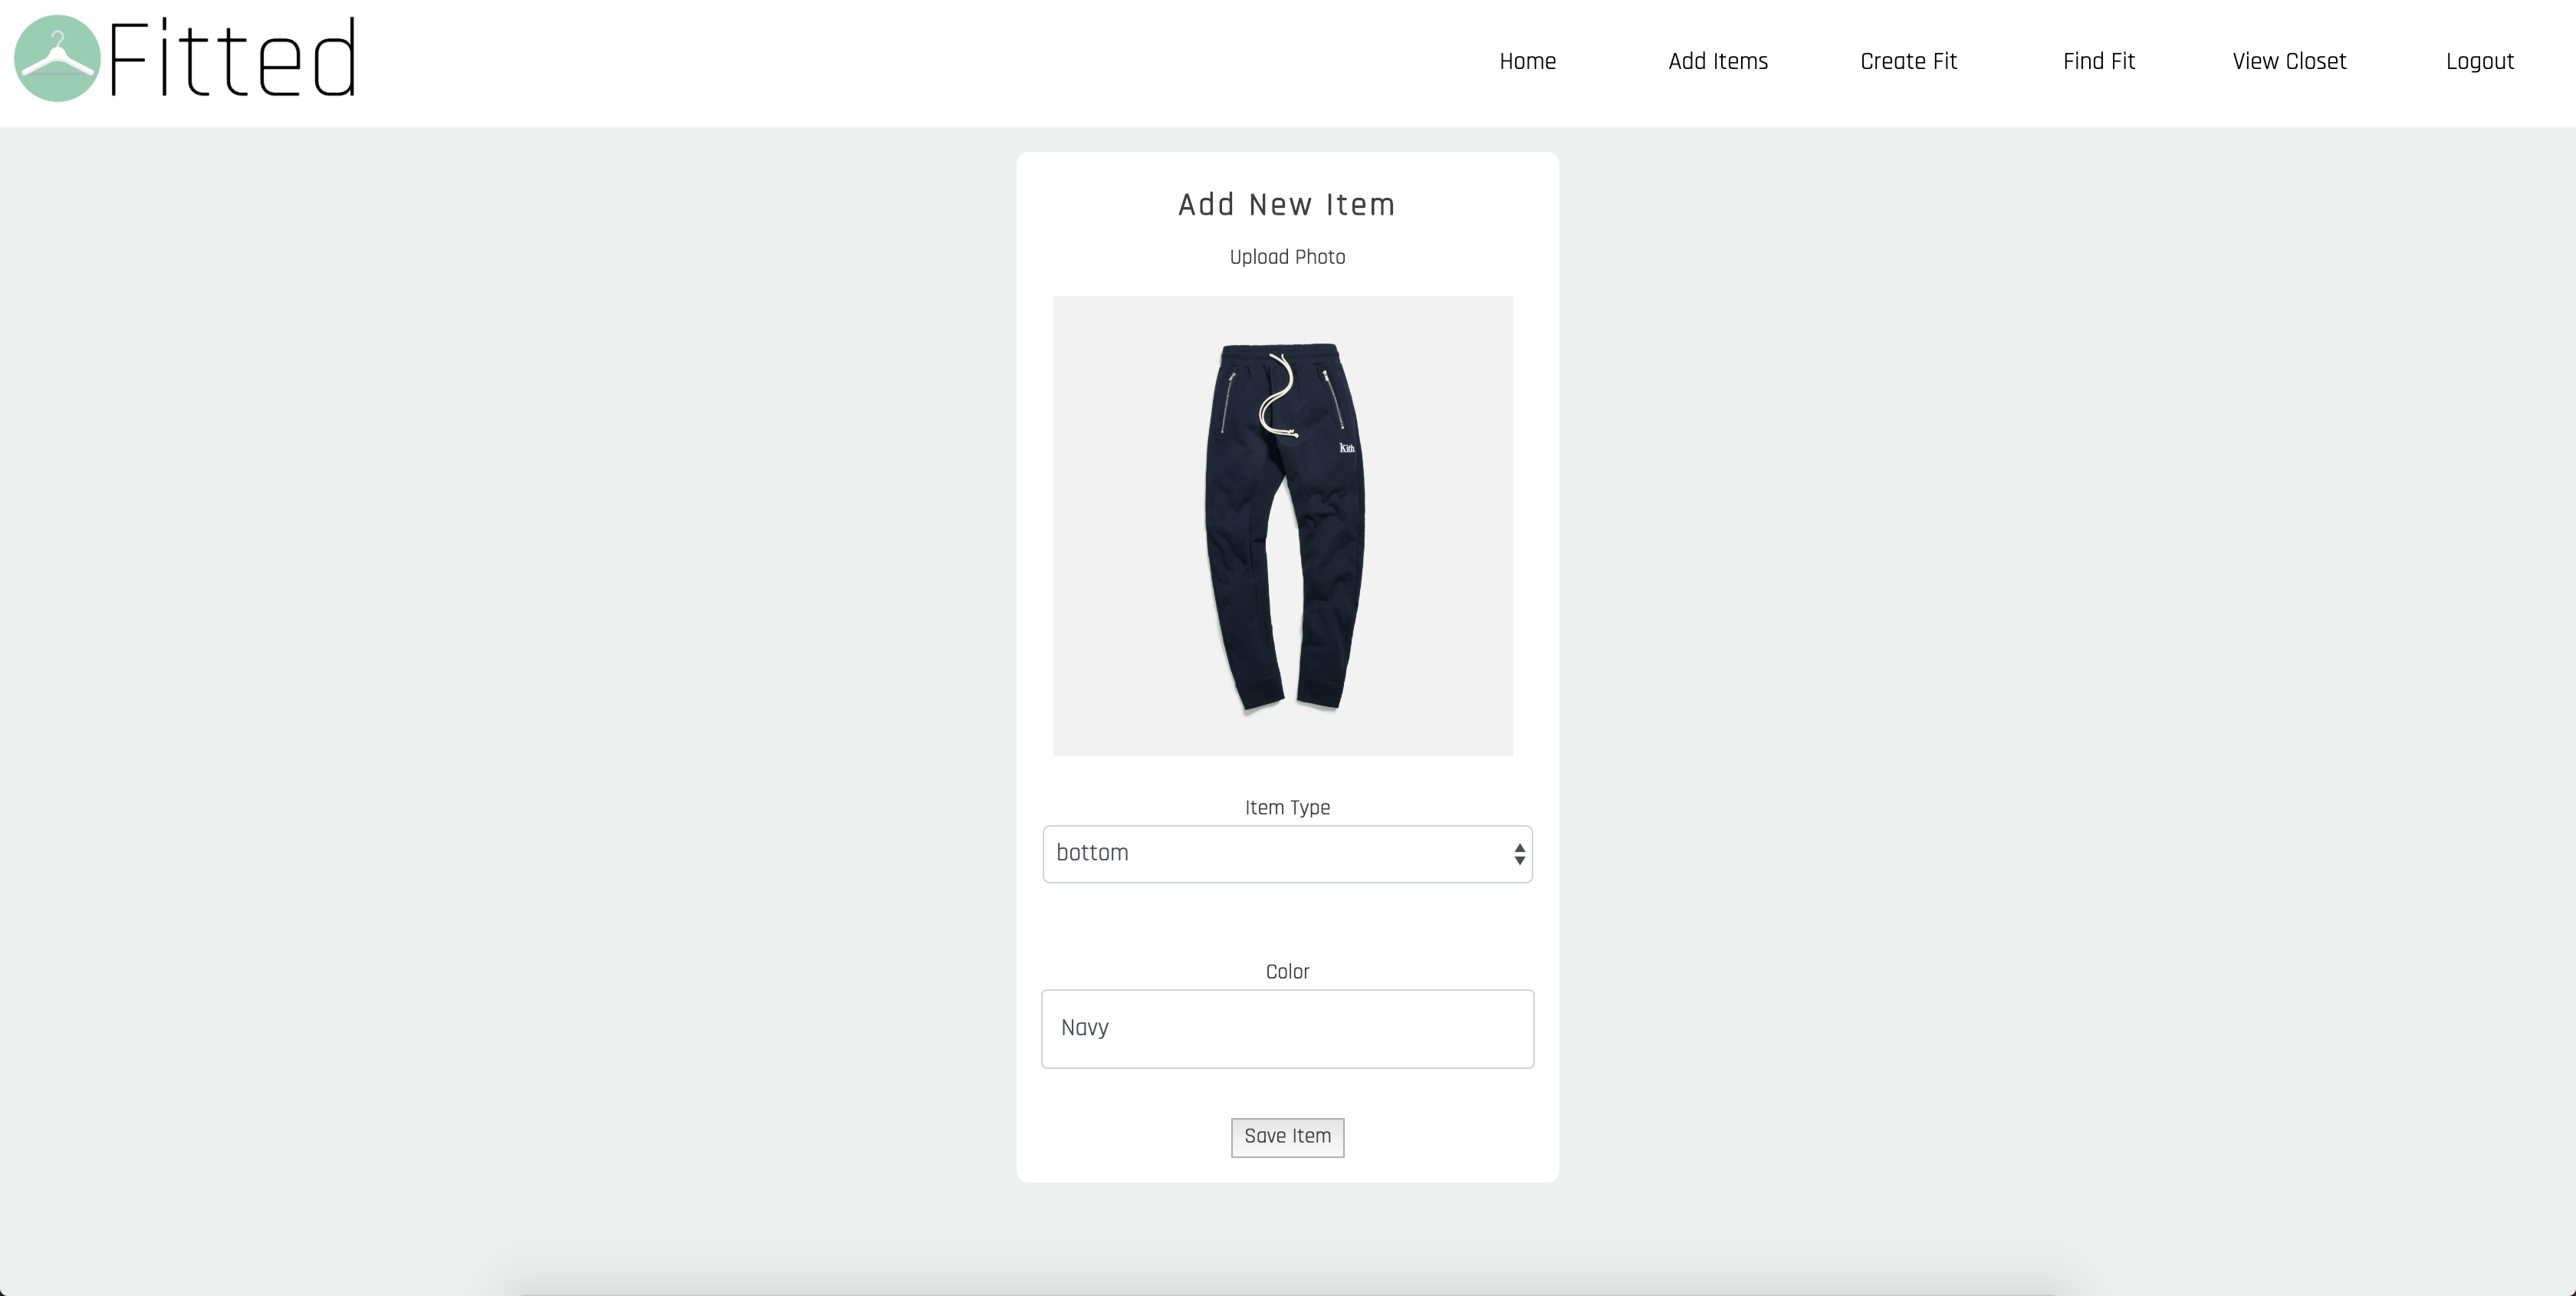 Fitted
Home Add Items Create Fit Find Fit View Closet Logout
Add New Item
Upload Photo
Kith
Item Type
bottom
Color
Navy
Save Item